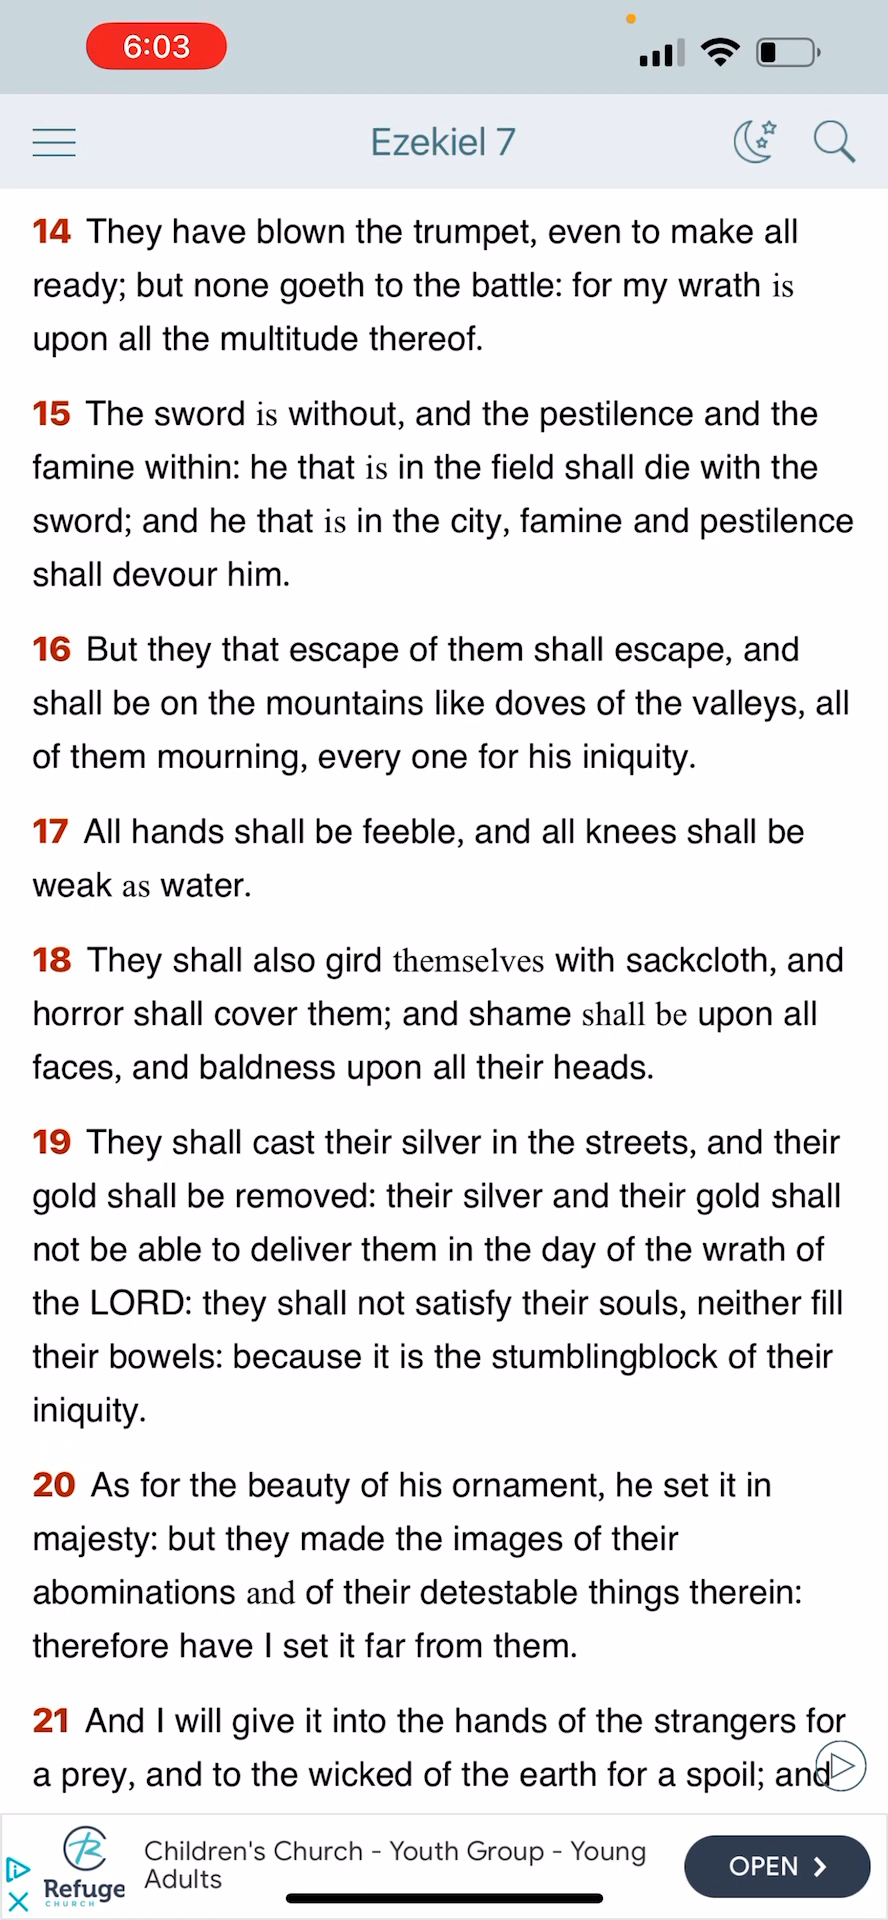 6:03
Ezekiel 7
14 They have blown the trumpet, even to make all
ready; but none goeth to the battle: for my wrath is
upon all the multitude thereof.
15 The sword is without, and the pestilence and the
famine within: he that is in the field shall die with the
sword; and he that is in the city, famine and pestilence
shall devour him.
16 But they that escape of them shall escape, and
shall be on the mountains like doves of the valleys, all
of them mourning, every one for his iniquity.
17 All hands shall be feeble, and all knees shall be
weak as water.
18 They shall also gird themselves with sackcloth, and
horror shall cover them; and shame shall be upon all
faces, and baldness upon all their heads.
19 They shall cast their silver in the streets, and their
gold shall be removed: their silver and their gold shall
not be able to deliver them in the day of the wrath of
the LORD: they shall not satisfy their souls, neither fill
their bowels: because it is the stumblingblock of their
iniquity.
20 As for the beauty of his ornament, he set it in
majesty: but they made the images of their
abominations and of their detestable things therein:
therefore have I set it far from them.
21 And I will give it into the hands of the strangers for
a prey, and to the wicked of the earth for a spoil; and
Children's Church - Youth Group - Young
Adults
Refuge
CHURCH
OPEN